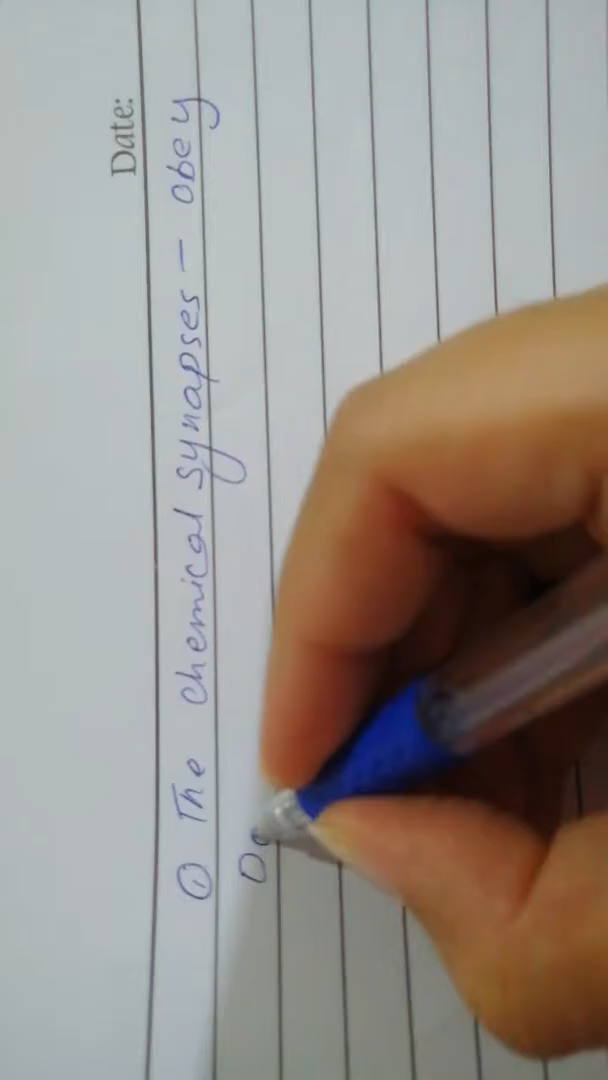 Date:
① The chemical synapses - obey